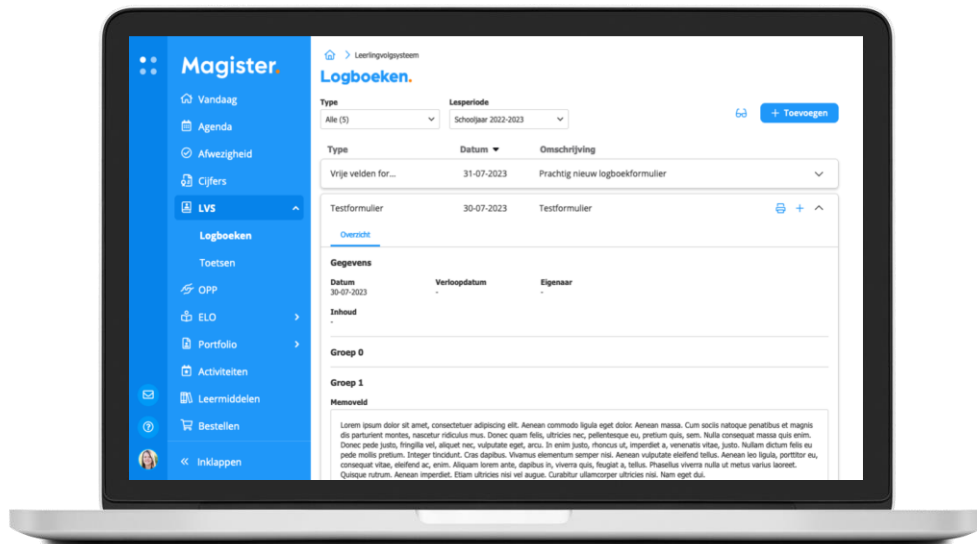 Magister.
Vandaag
Agenda
Afwezigheid
Cijfers
LVS
Logboeken
Toetsen
OPP
ELO
Portfolio
Activiteiten
Leermiddelen
Bestellen
Inklappen
Leerlingvolgsysteem
Logboeken.
Type Lesperiode
Alle (5) Schooljaar 2022-2023
+ Toevoegen
Type Datum Omschrijving
Vrije velden for... 31-07-2023 Prachtig nieuw logboekformulier
Testformulier 30-07-2023 Testformulier
Overzicht
Gegevens
Datum Verloopdatum Eigenaar
30-07-2023 - -
Inhoud
-
Groep 0
Groep 1
Memoveld
Lorem ipsum dolor sit amet, consectetuer adipiscing elit. Aenean commodo ligula eget dolor. Aenean massa. Cum sociis natoque penatibus et magnis
dis parturient montes, nascetur ridiculus mus. Donec quam felis, ultricies nec, pellentesque eu, pretium quis, sem. Nulla consequat massa quis enim.
Donec pede justo, fringilla vel, aliquet nec, vulputate eget, arcu. In enim justo, rhoncus ut, imperdiet a, venenatis vitae, justo. Nullam dictum felis eu
pede mollis pretium. Integer tincidunt. Cras dapibus. Vivamus elementum semper nisi. Aenean vulputate eleifend tellus. Aenean leo ligula, porttitor eu,
consequat vitae, eleifend ac, enim. Aliquam lorem ante, dapibus in, viverra quis, feugiat a, tellus. Phasellus viverra nulla ut metus varius laoreet.
Quisque rutrum. Aenean imperdiet. Etiam ultricies nisi vel augue. Curabitur ullamcorper ultricies nisi. Nam eget dui.